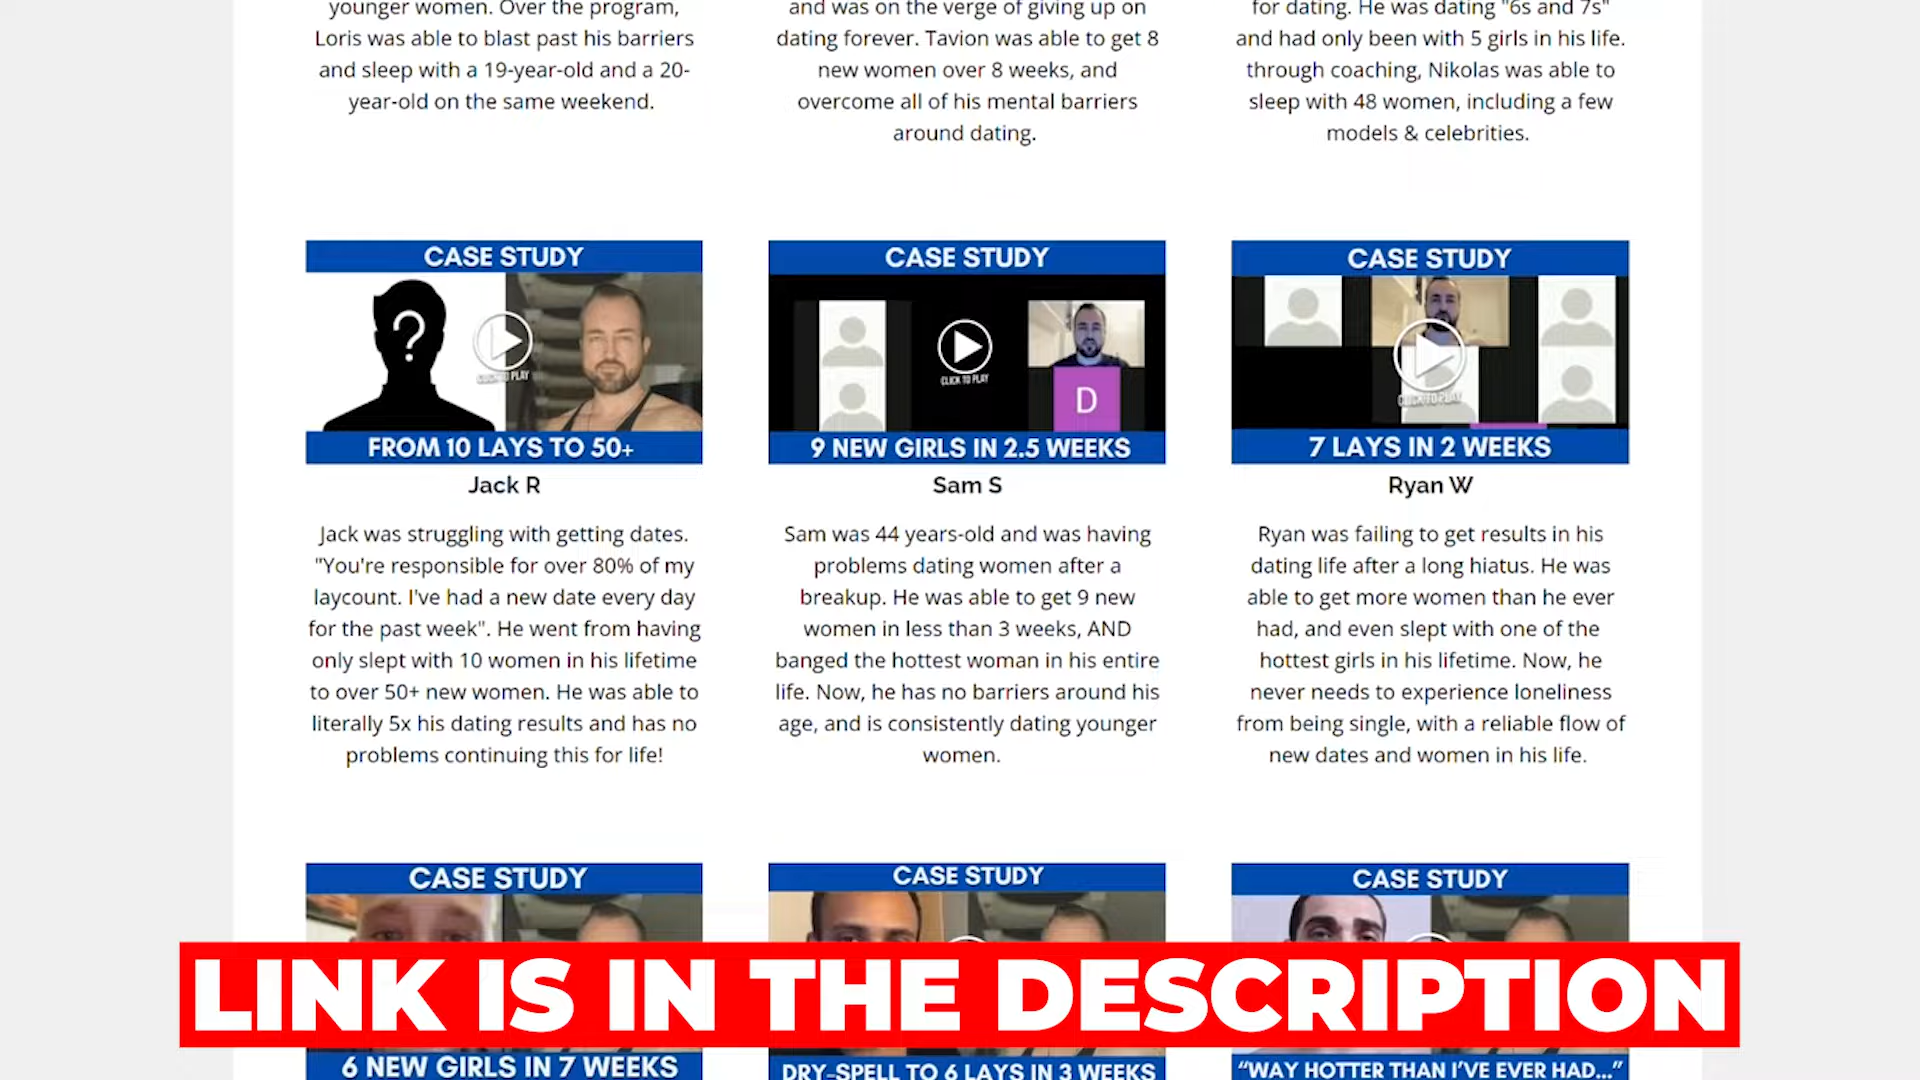 younger women. Over the program,
Loris was able to blast past his barriers
and sleep with a 19-year-old and a 20-
year-old on the same weekend.
and was on the verge of giving up on
dating forever. Tavion was able to get 8
new women over 8 weeks, and
overcome all of his mental barriers
around dating.
for dating. He was dating "6s and 7s"
and had only been with 5 girls in his life.
through coaching, Nikolas was able to
sleep with 48 women, including a few
models & celebrities.
CASE STUDY
?
CLICK TO PLAY
FROM 10 LAYS TO 50+
Jack R
Jack was struggling with getting dates.
"You're responsible for over 80% of my
laycount. I've had a new date every day
for the past week". He went from having
only slept with 10 women in his lifetime
to over 50+ new women. He was able to
literally 5x his dating results and has no
problems continuing this for life!
CASE STUDY
CLICK TO PLAY
D
9 NEW GIRLS IN 2.5 WEEKS
Sam S
Sam was 44 years-old and was having
problems dating women after a
breakup. He was able to get 9 new
women in less than 3 weeks, AND
banged the hottest woman in his entire
life. Now, he has no barriers around his
age, and is consistently dating younger
women.
CASE STUDY
CLICK TO PLAY
7 LAYS IN 2 WEEKS
Ryan W
Ryan was failing to get results in his
dating life after a long hiatus. He was
able to get more women than he ever
had, and even slept with one of the
hottest girls in his lifetime. Now, he
never needs to experience loneliness
from being single, with a reliable flow of
new dates and women in his life.
CASE STUDY
CASE STUDY
CASE STUDY
LINK IS IN THE DESCRIPTION
6 NEW GIRLS IN 7 WEEKS
DRY-SPELL TO 6 LAYS IN 3 WEEKS
“WAY HOTTER THAN I’VE EVER HAD...”